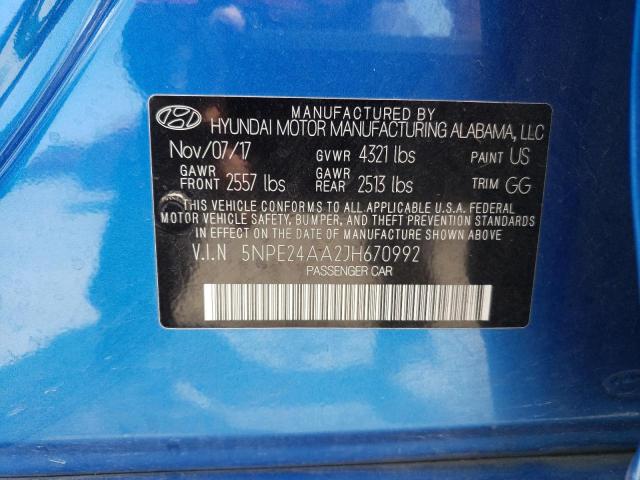 MANUFACTURED BY
HYUNDAI MOTOR MANUFACTURING ALABAMA, LLC
Nov/07/17 GVWR 4321 lbs PAINT US
GAWR FRONT 2557 lbs GAWR REAR 2513 lbs TRIM GG
THIS VEHICLE CONFORMS TO ALL APPLICABLE U.S.A. FEDERAL
MOTOR VEHICLE SAFETY, BUMPER, AND THEFT PREVENTION STANDARDS
IN EFFECT ON THE DATE OF MANUFACTURE SHOWN ABOVE.
V.I.N 5NPE24AA2JH670992
PASSENGER CAR